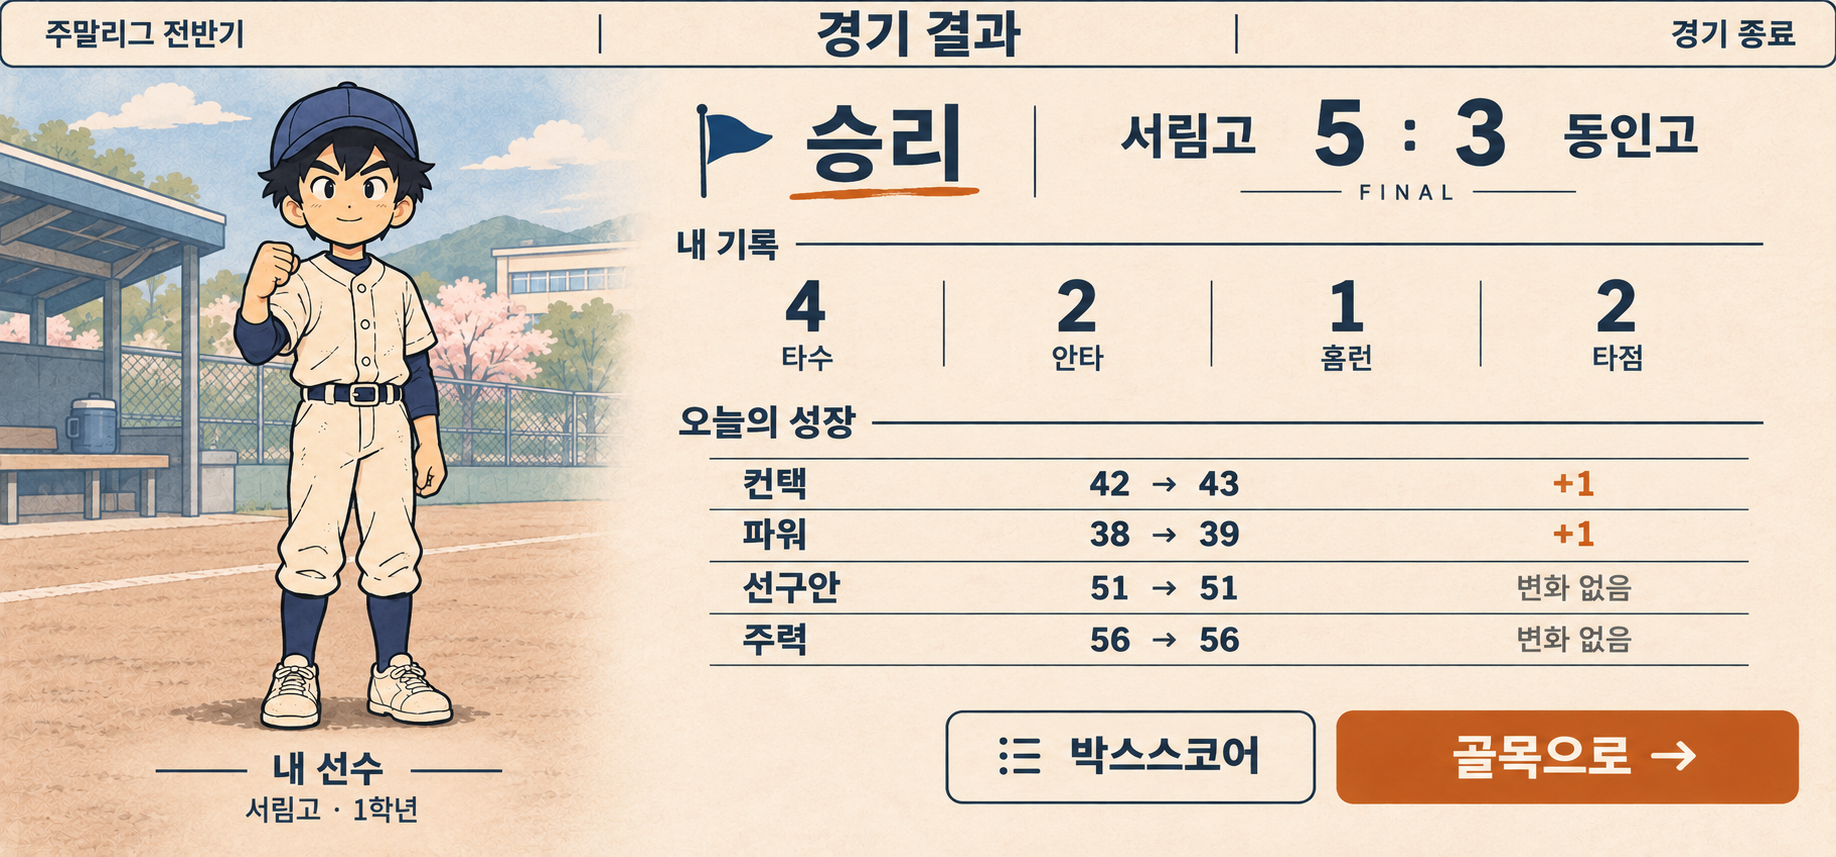 주말리그 전반기
경기 결과
경기 종료
승리
서림고 5 : 3 동인고
FINAL
내 기록
4 2 1 2
타수 안타 홈런 타점
오늘의 성장
컨택 42 → 43 +1
파워 38 → 39 +1
선구안 51 → 51 변화 없음
주력 56 → 56 변화 없음
내 선수
서림고 · 1학년
박스스코어
골목으로 →